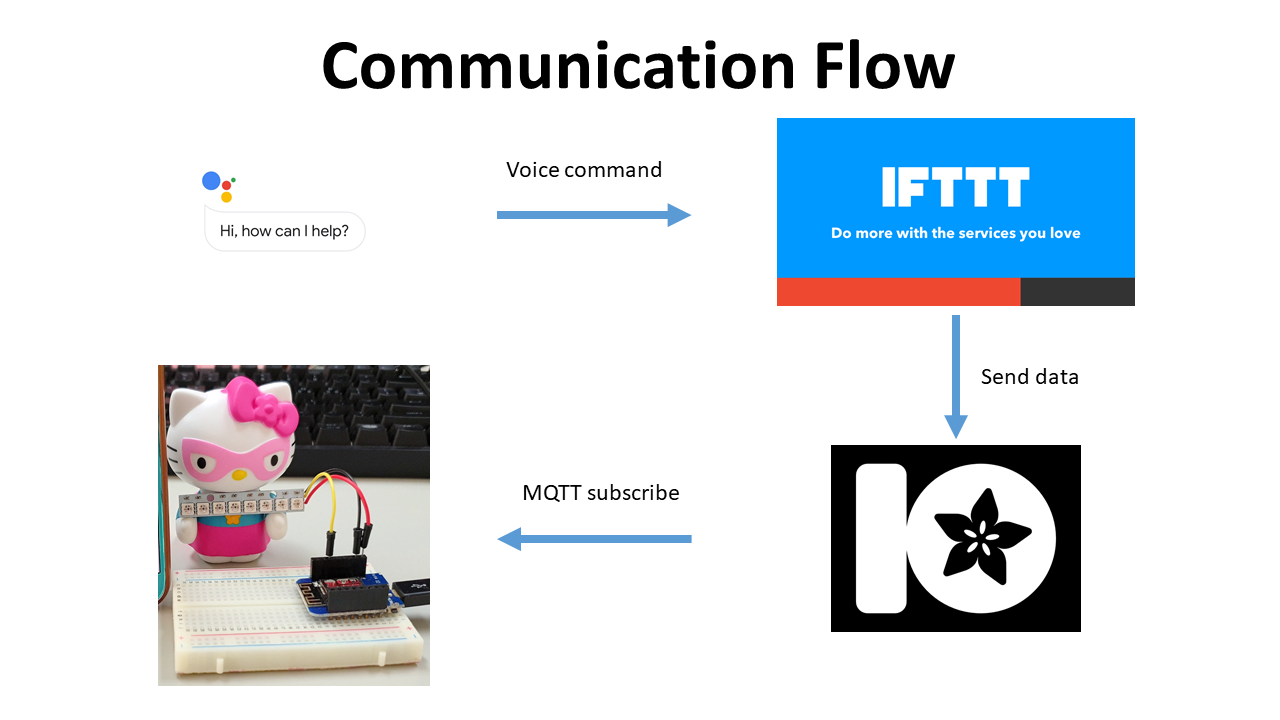 Communication Flow
Voice command
Hi, how can I help?
IFTTT
Do more with the services you love
Send data
MQTT subscribe
IO